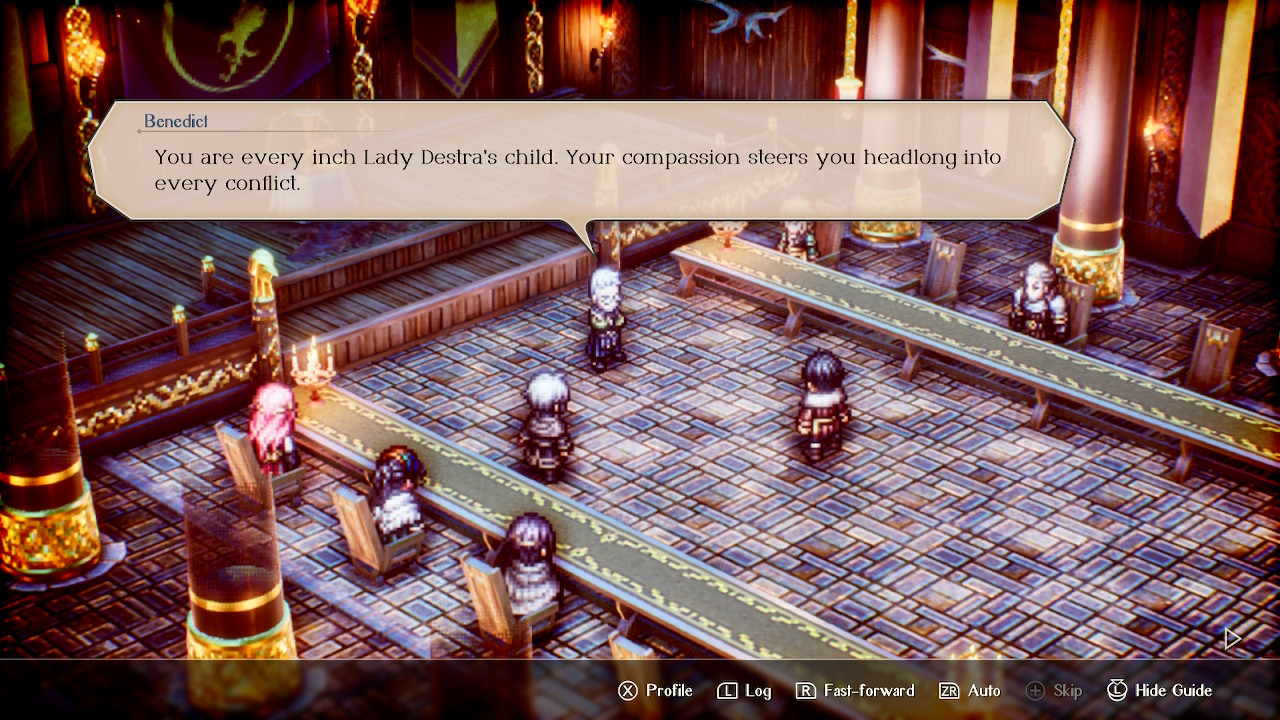 Benedict
You are every inch Lady Destra's child. Your compassion steers you headlong into
every conflict.
X Profile L Log R Fast-forward ZR Auto + Skip L Hide Guide